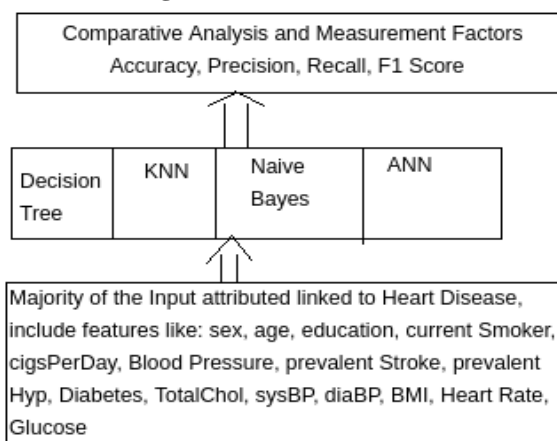 Comparative Analysis and Measurement Factors
Accuracy, Precision, Recall, F1 Score
Decision
Tree
KNN
Naive
Bayes
ANN
Majority of the Input attributed linked to Heart Disease,
include features like: sex, age, education, current Smoker,
cigsPerDay, Blood Pressure, prevalent Stroke, prevalent
Hyp, Diabetes, TotalChol, sysBP, diaBP, BMI, Heart Rate,
Glucose